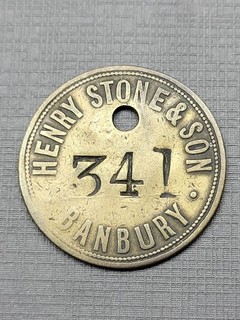 HENRY STONE & SON
341
BANBURY.